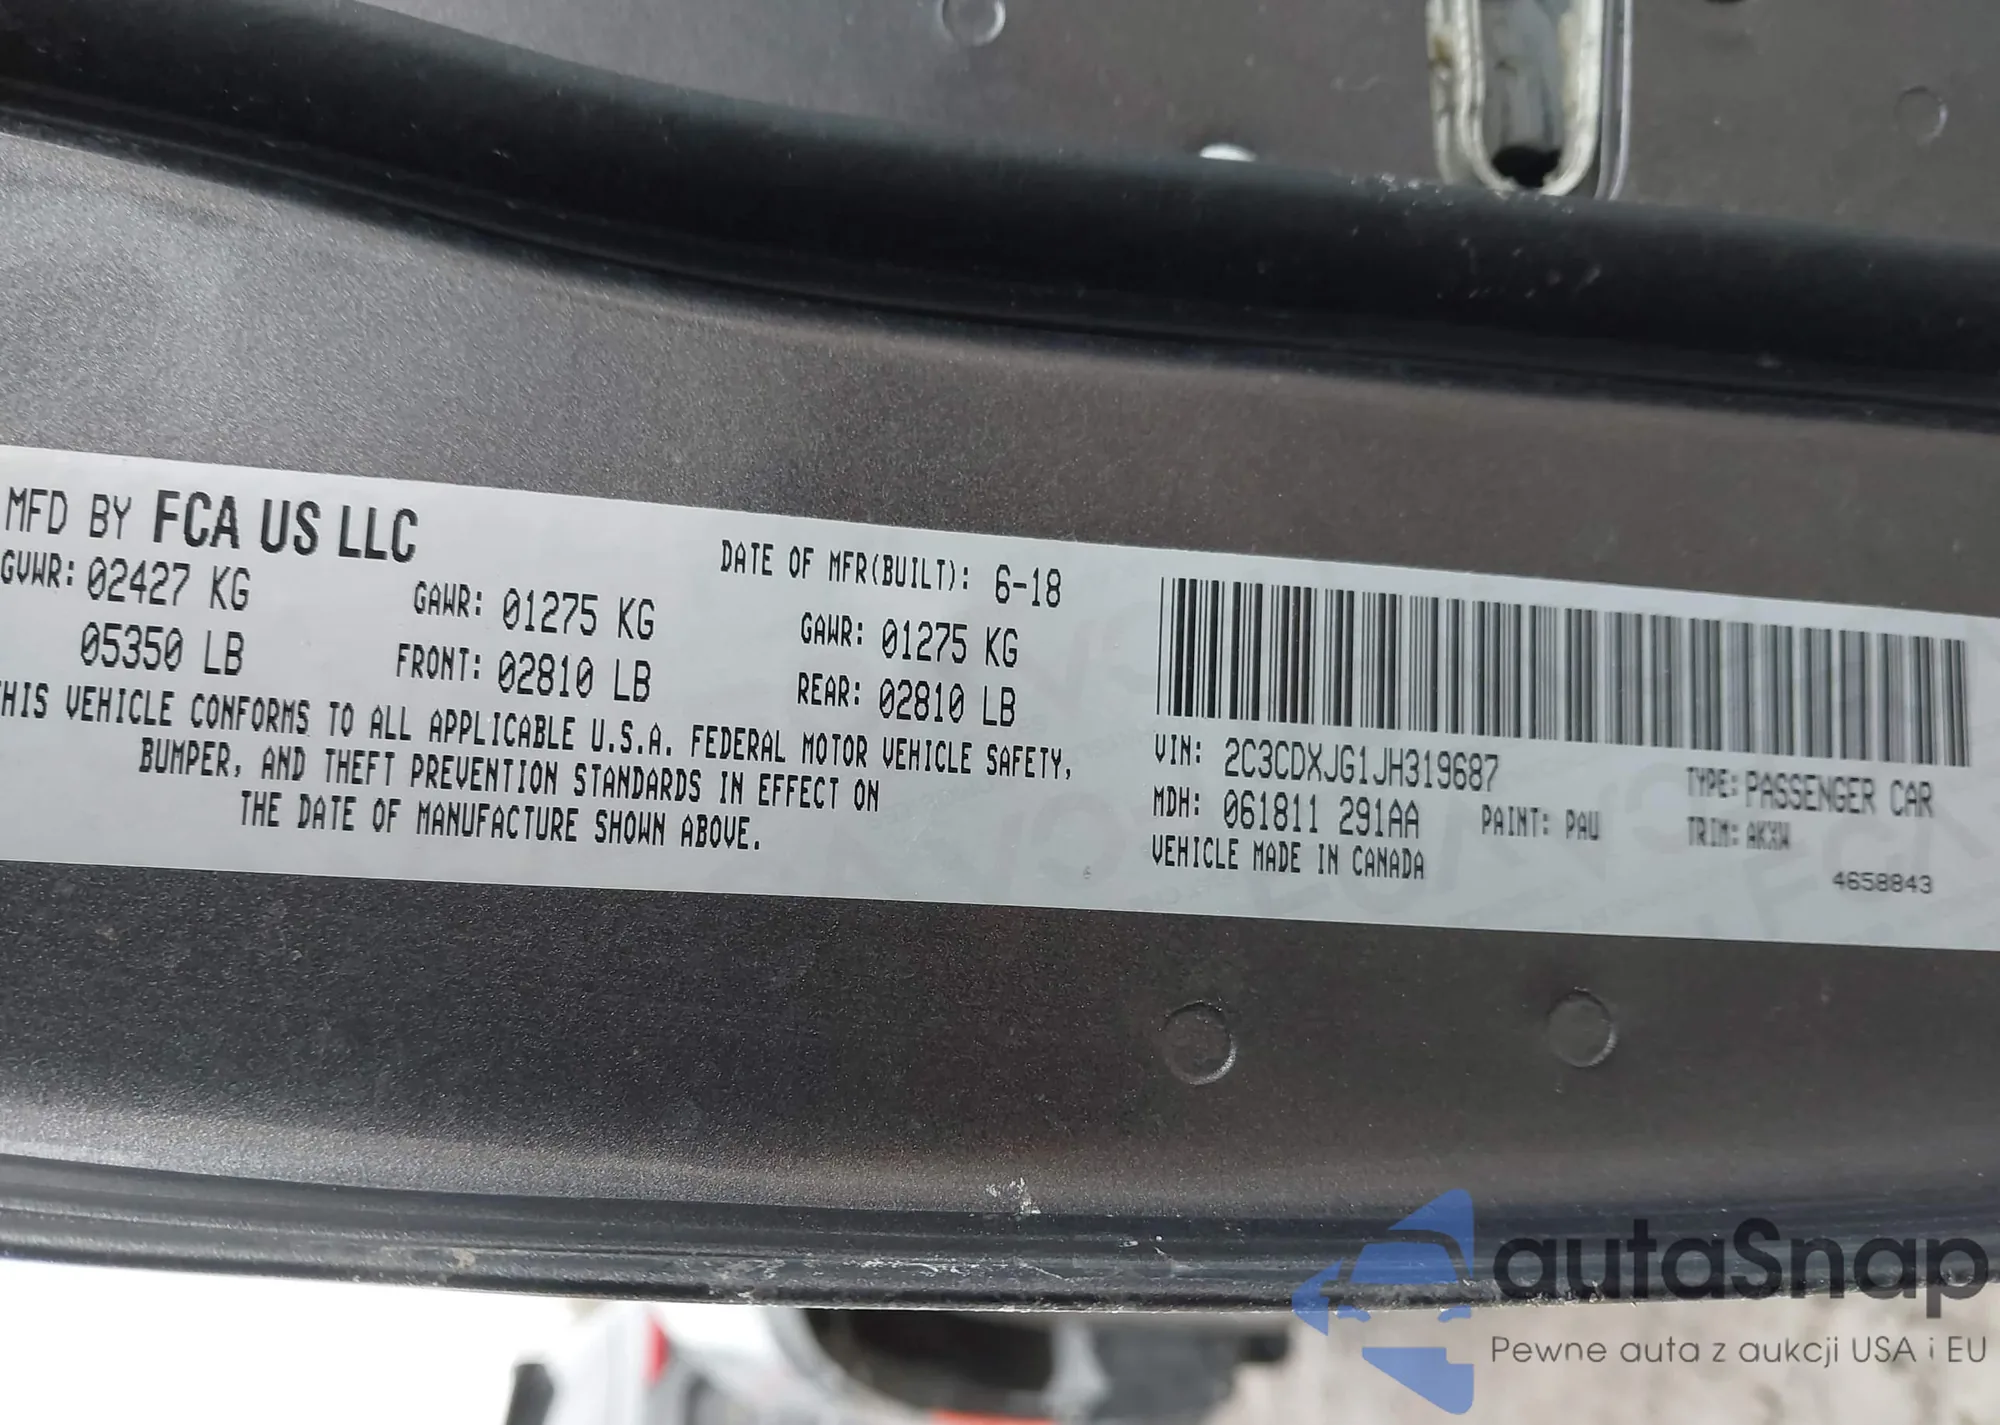 MFD BY FCA US LLC
DATE OF MFR(BUILT): 6-18
GVWR: 02427 KG
05350 LB
GAWR: 01275 KG
FRONT: 02810 LB
GAWR: 01275 KG
REAR: 02810 LB
HIS VEHICLE CONFORMS TO ALL APPLICABLE U.S.A. FEDERAL MOTOR VEHICLE SAFETY,
BUMPER, AND THEFT PREVENTION STANDARDS IN EFFECT ON
THE DATE OF MANUFACTURE SHOWN ABOVE.
VIN: 2C3CDXJG1JH319687
TYPE: PASSENGER CAR
MDH: 061811 291AA
PAINT: PAU
TRIM: AKXW
VEHICLE MADE IN CANADA
4658843
autaSnap
Pewne auta z aukcji USA i EU